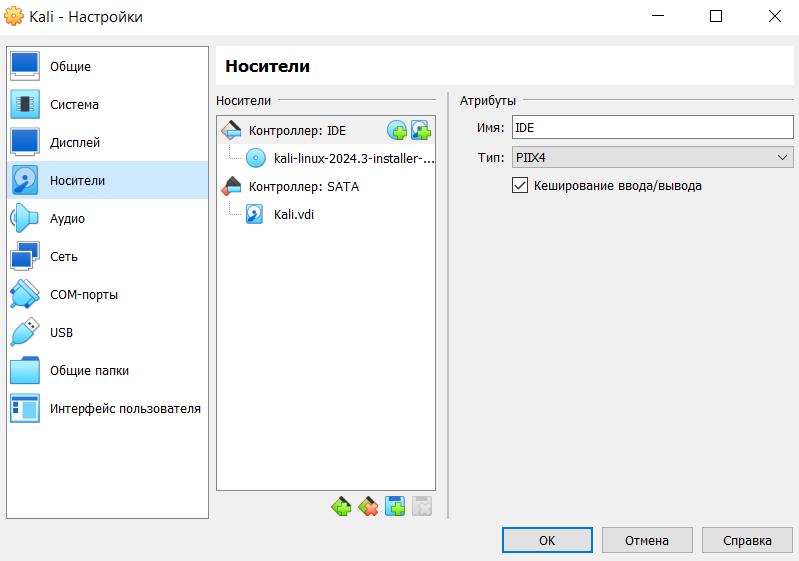 Kali - Настройки
Общие
Система
Дисплей
Носители
Аудио
Сеть
COM-порты
USB
Общие папки
Интерфейс пользователя
Носители
Носители
Контроллер: IDE
kali-linux-2024.3-installer-...
Контроллер: SATA
Kali.vdi
Атрибуты
Имя: IDE
Тип: PIIX4
Кеширование ввода/вывода
OK Отмена Справка